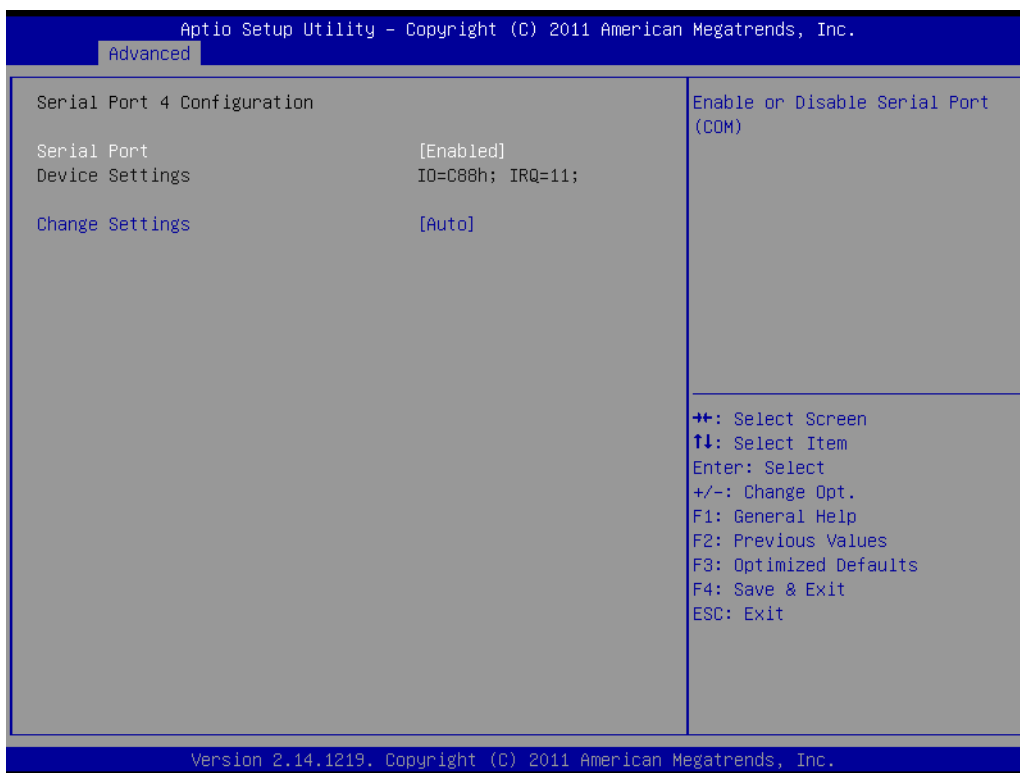 Aptio Setup Utility – Copyright (C) 2011 American Megatrends, Inc.
Advanced
Serial Port 4 Configuration
Serial Port [Enabled]
Device Settings IO=C88h; IRQ=11;
Change Settings [Auto]
Enable or Disable Serial Port
(COM)
→←: Select Screen
↑↓: Select Item
Enter: Select
+/-: Change Opt.
F1: General Help
F2: Previous Values
F3: Optimized Defaults
F4: Save & Exit
ESC: Exit
Version 2.14.1219. Copyright (C) 2011 American Megatrends, Inc.